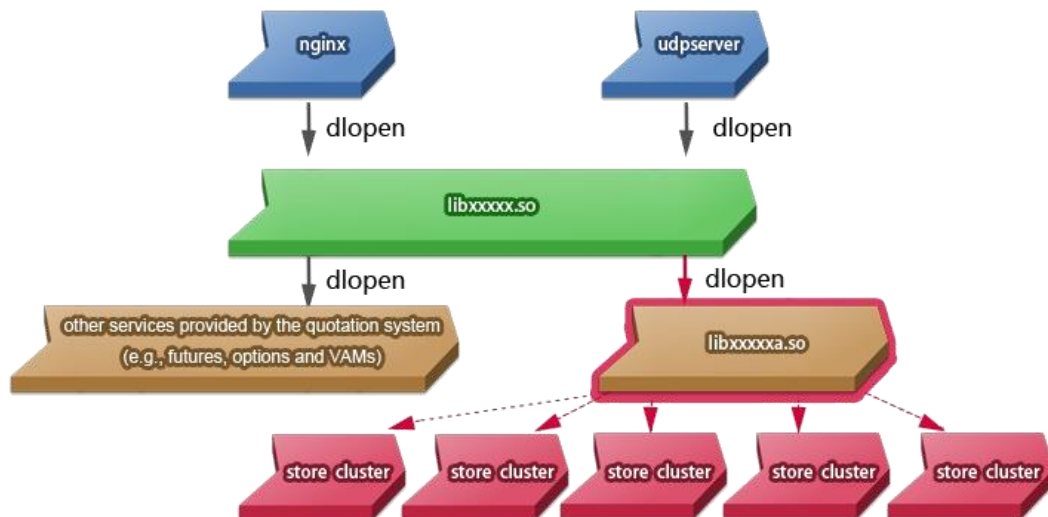 nginx
udpserver
dlopen
dlopen
libxxxxx.so
dlopen
dlopen
other services provided by the quotation system
(e.g., futures, options and VAMs)
libxxxxxa.so
store cluster
store cluster
store cluster
store cluster
store cluster